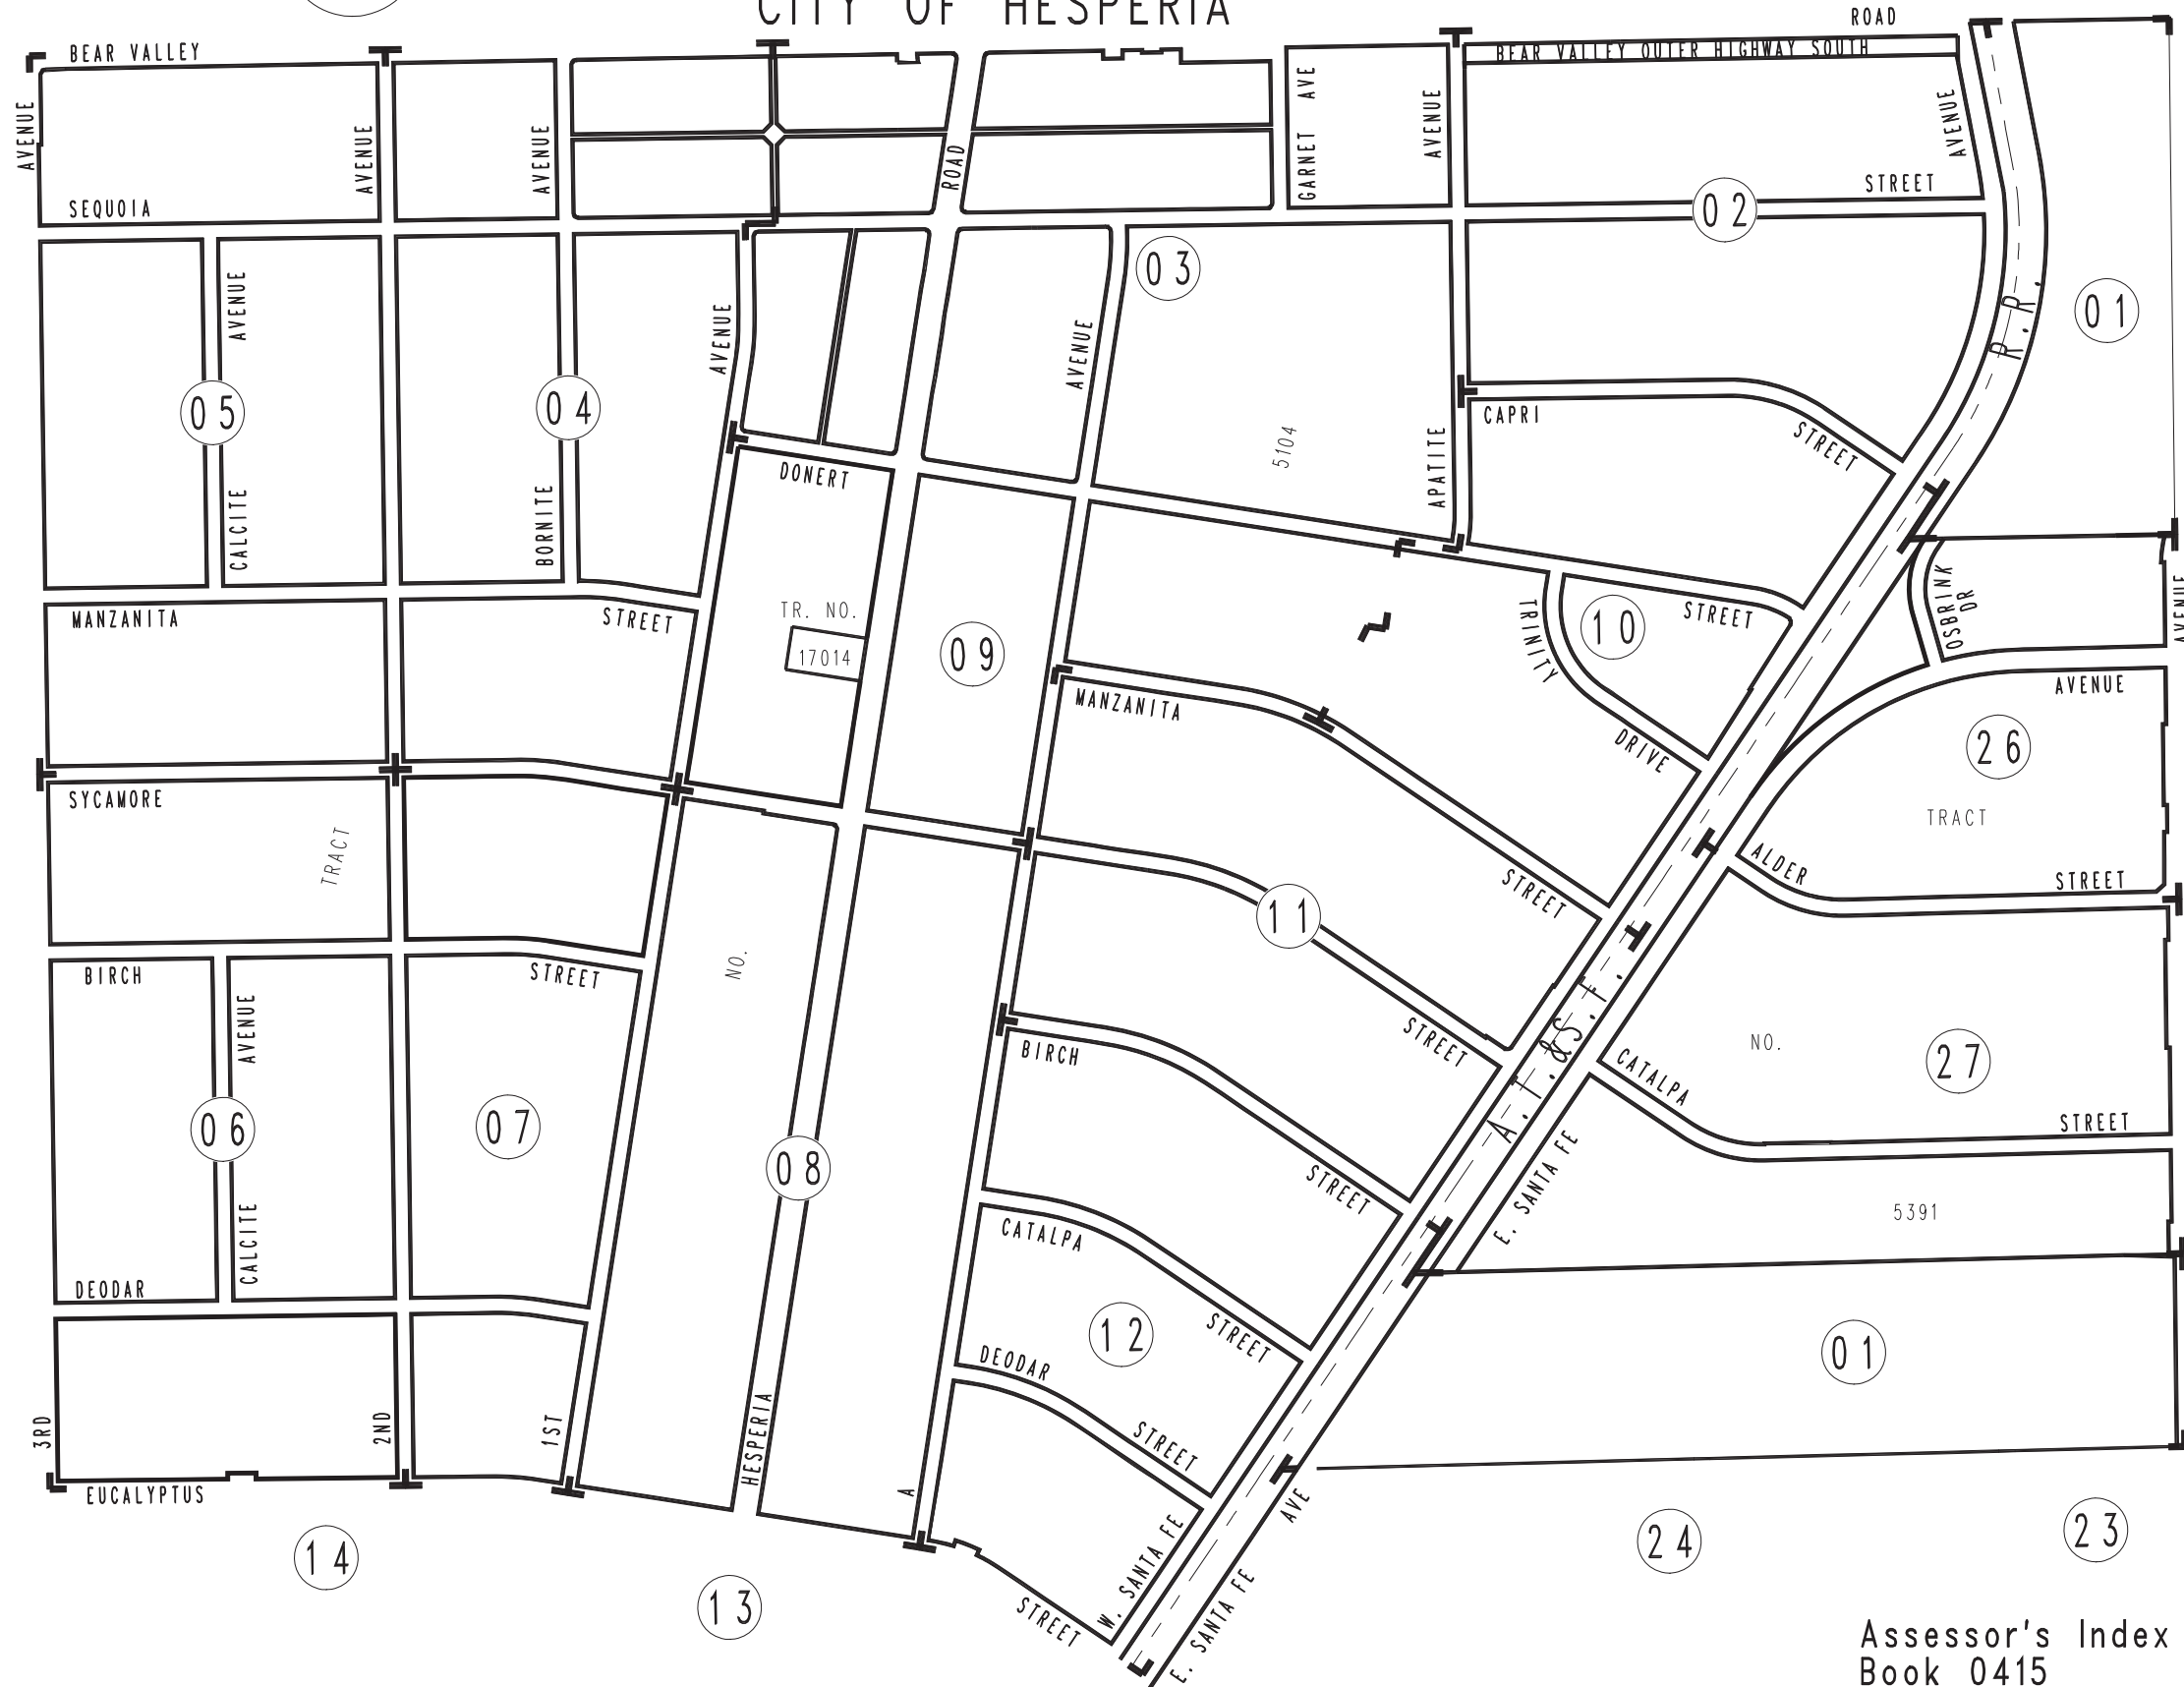 CITY OF HESPERIA
ROAD
BEAR VALLEY
BEAR VALLEY OUTER HIGHWAY SOUTH
AVENUE
AVENUE
AVENUE
ROAD
GARNET AVE
AVENUE
AVENUE
STREET
SEQUOIA
02
03
01
R.R.
AVENUE
AVENUE
AVENUE
05
04
CAPRI
STREET
5104
APATITE
DONERT
CALCITE
BORNITE
MANZANITA
STREET
TR. NO.
17014
09
TRINITY
10
STREET
OSBRINK
DR
MANZANITA
DRIVE
AVENUE
26
TRACT
SYCAMORE
TRACT
ALDER
STREET
STREET
11
BIRCH
STREET
NO.
AVENUE
BIRCH
STREET
A.T.&S.F.
NO.
27
CATALPA
STREET
06
07
08
STREET
E. SANTA FE
5391
CALCITE
CATALPA
DEODAR
12
STREET
01
DEODAR
3RD
2ND
1ST
HESPERIA
STREET
A
EUCALYPTUS
AVE
W. SANTA FE
14
13
STREET
E. SANTA FE
24
23
Assessor's Index
Book 0415